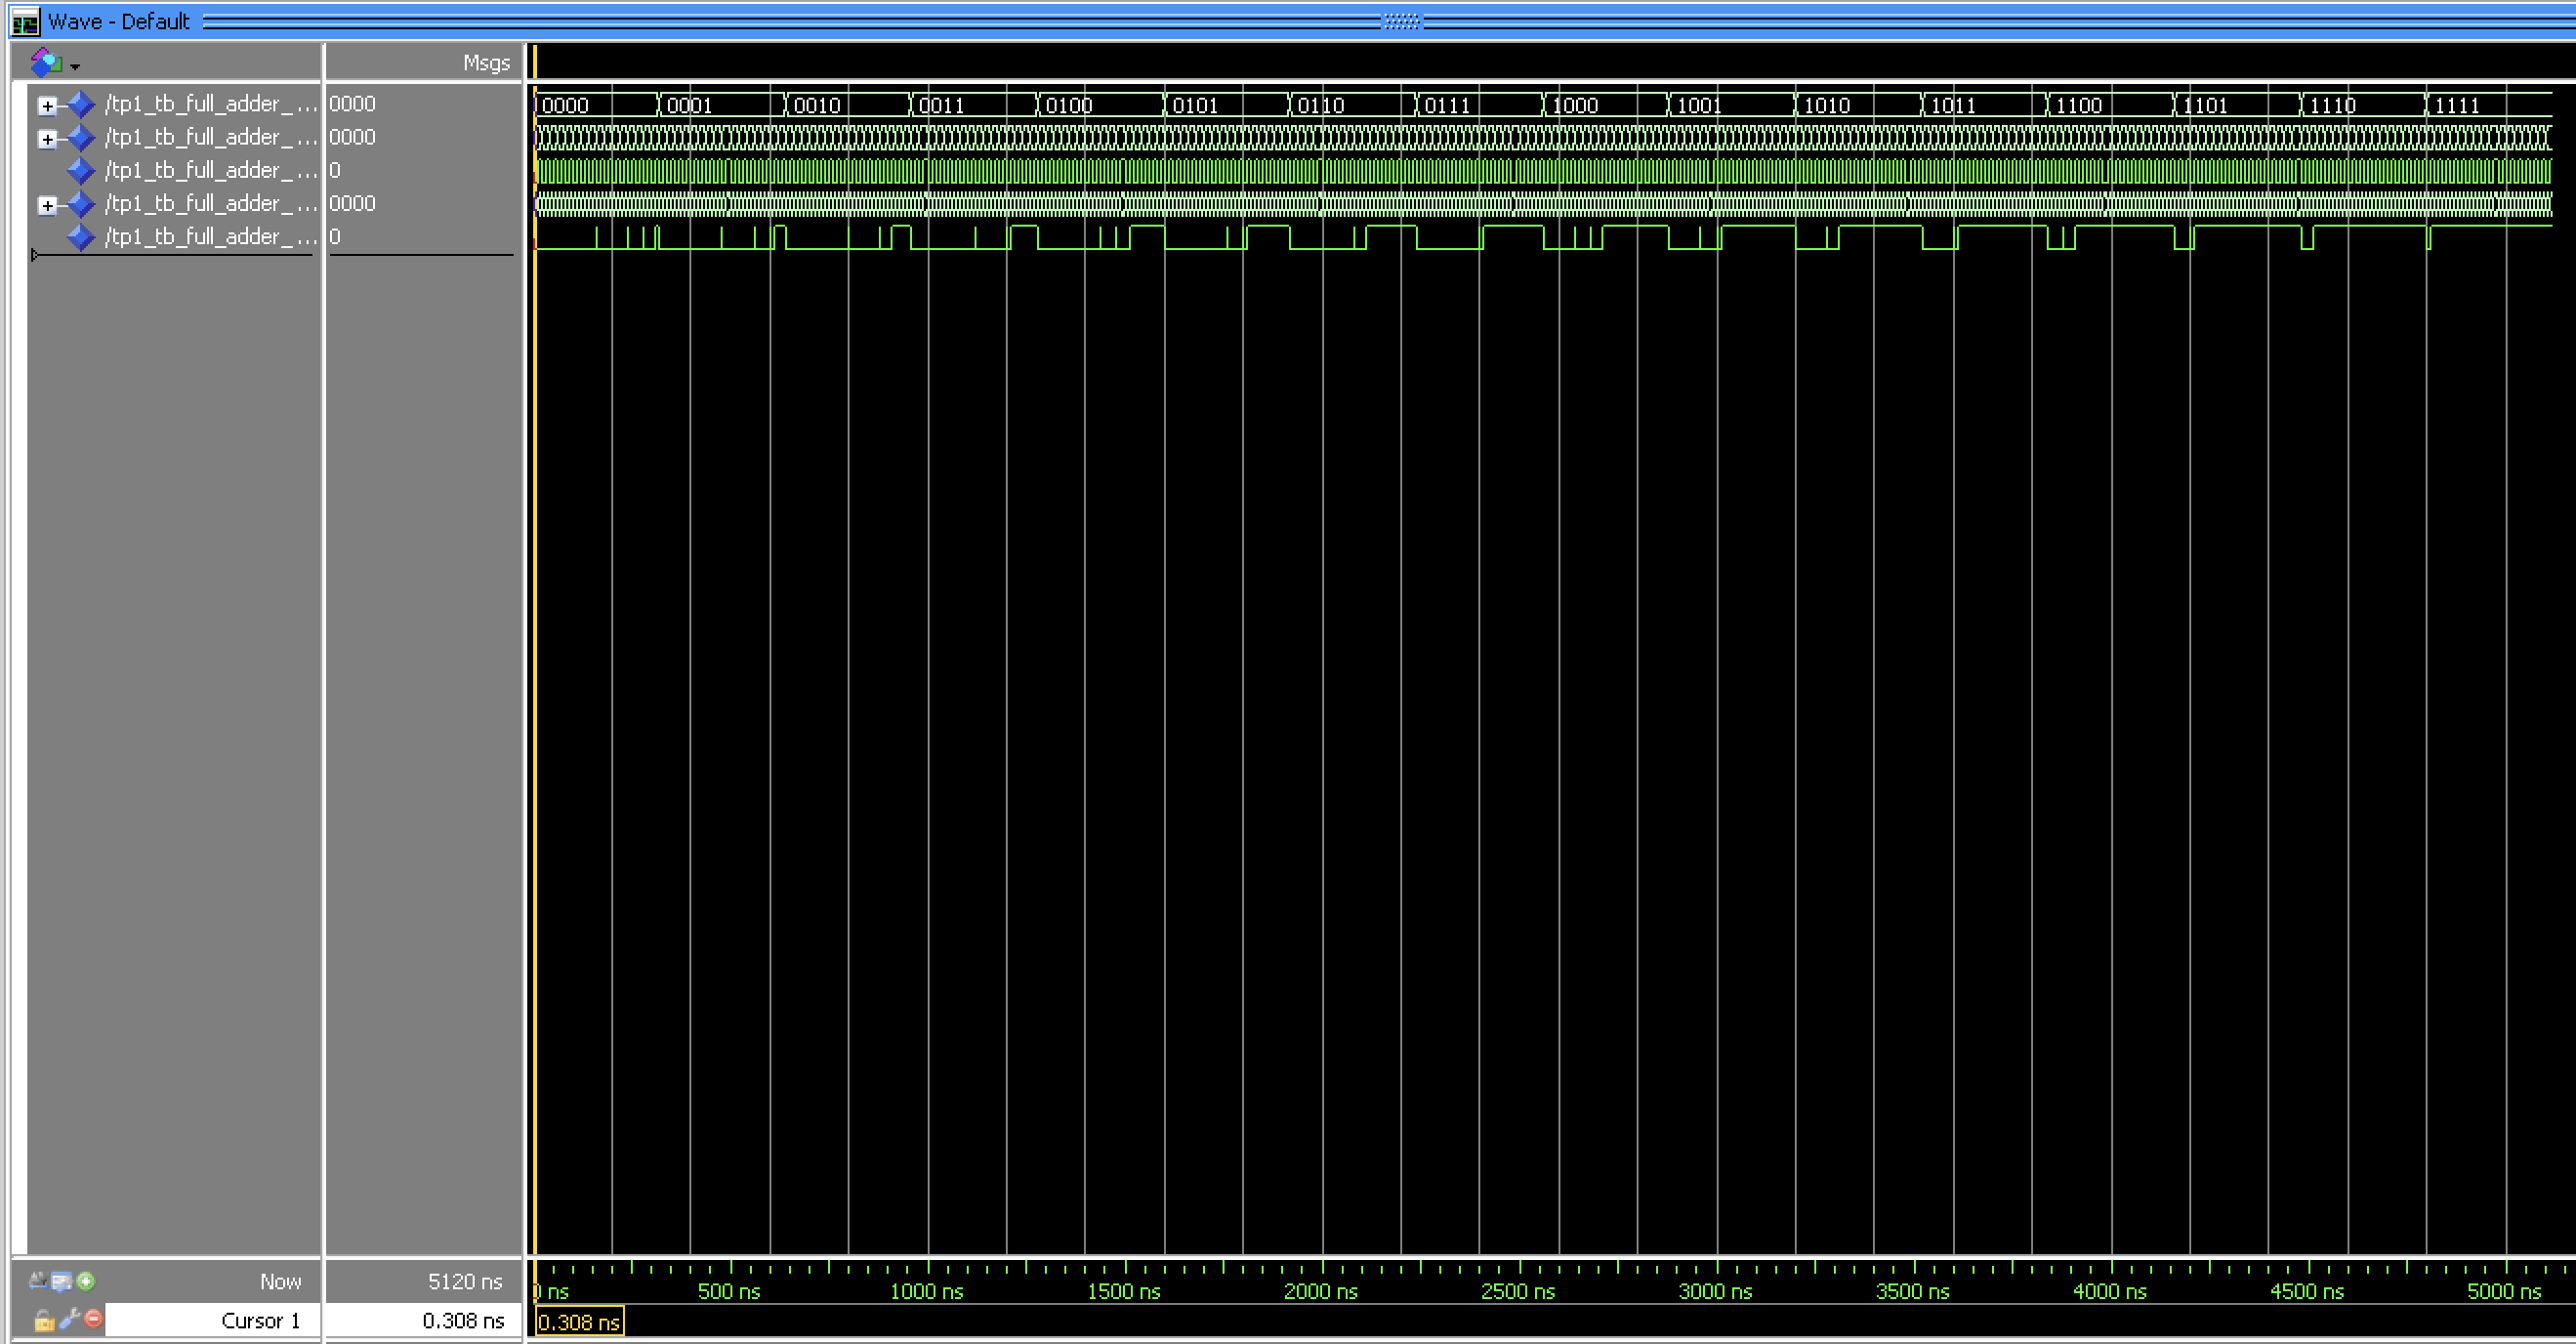 Wave - Default
Msgs
/tp1_tb_full_adder_... 0000 0000 0001 0010 0011 0100 0101 0110 0111 1000 1001 1010 1011 1100 1101 1110 1111
/tp1_tb_full_adder_... 0000
/tp1_tb_full_adder_... 0
/tp1_tb_full_adder_... 0000
/tp1_tb_full_adder_... 0
Now 5120 ns 0 ns 500 ns 1000 ns 1500 ns 2000 ns 2500 ns 3000 ns 3500 ns 4000 ns 4500 ns 5000 ns
Cursor 1 0.308 ns 0.308 ns